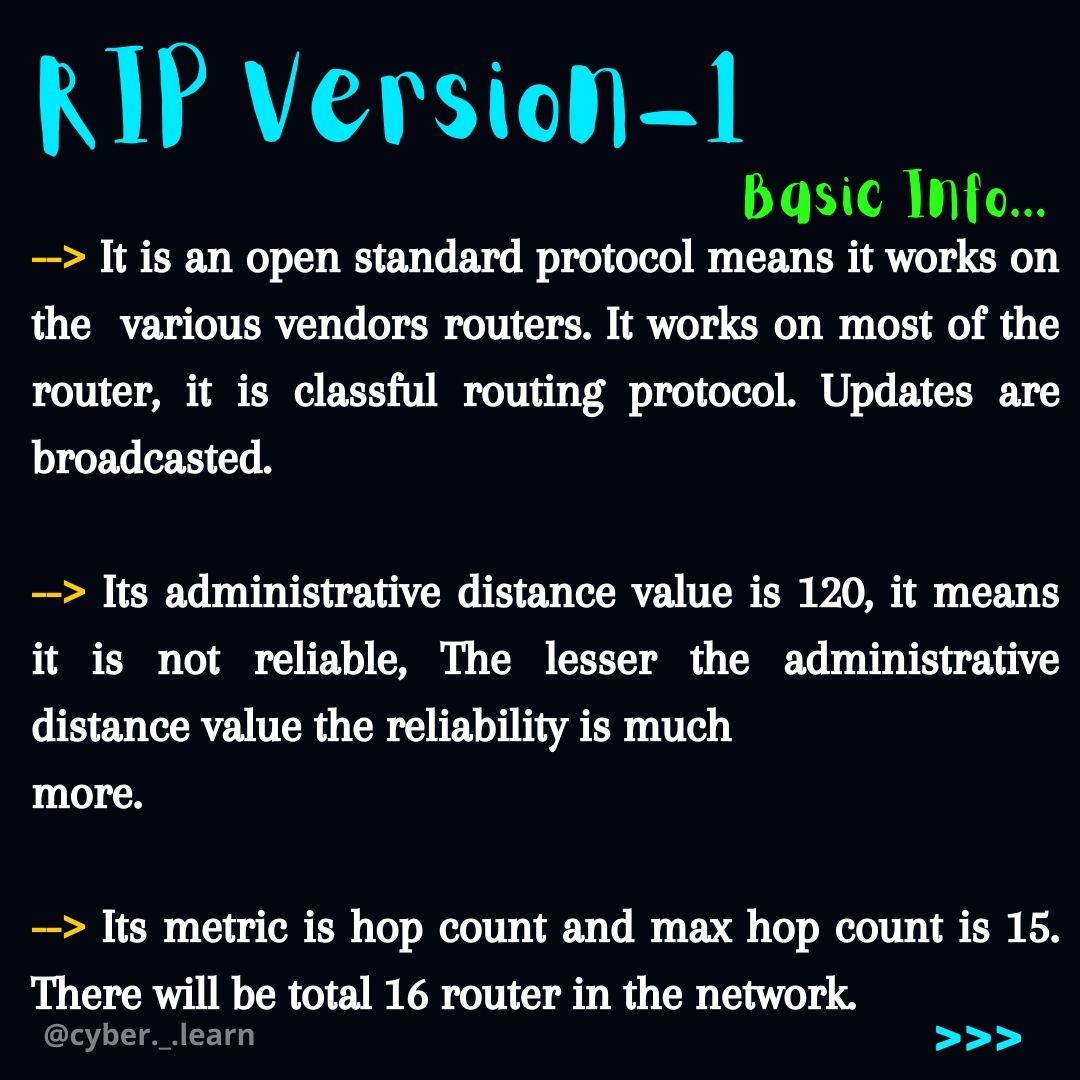 RIP Version-1
Basic Info...
--> It is an open standard protocol means it works on
the various vendors routers. It works on most of the
router, it is classful routing protocol. Updates are
broadcasted.
--> Its administrative distance value is 120, it means
it is not reliable, The lesser the administrative
distance value the reliability is much
more.
--> Its metric is hop count and max hop count is 15.
There will be total 16 router in the network.
@cyber._.learn
>>>